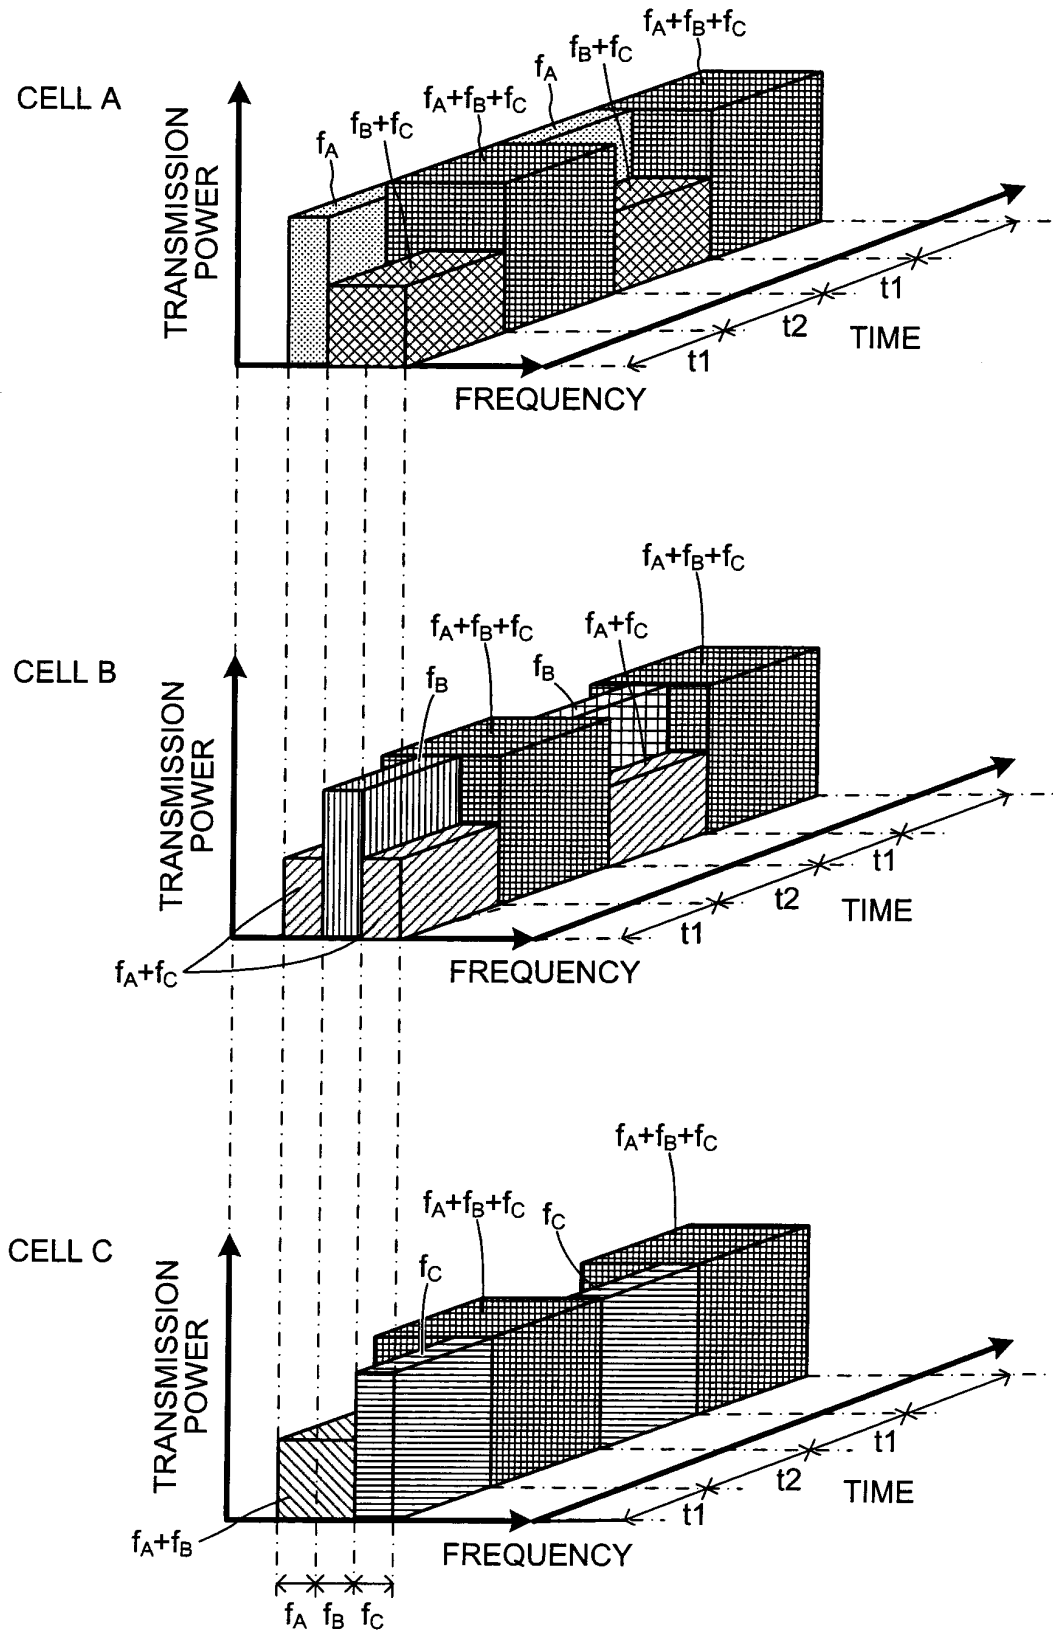 CELL A
TRANSMISSION
POWER
fA
fB+fC
fA+fB+fC
fA
fB+fC
fA+fB+fC
t1
t2
t1
TIME
FREQUENCY
CELL B
TRANSMISSION
POWER
fB
fA+fB+fC
fB
fA+fC
fA+fB+fC
fA+fC
t1
t2
t1
TIME
FREQUENCY
CELL C
TRANSMISSION
POWER
fC
fA+fB+fC
fC
fA+fB+fC
fA+fB
t1
t2
t1
TIME
FREQUENCY
fA fB fC